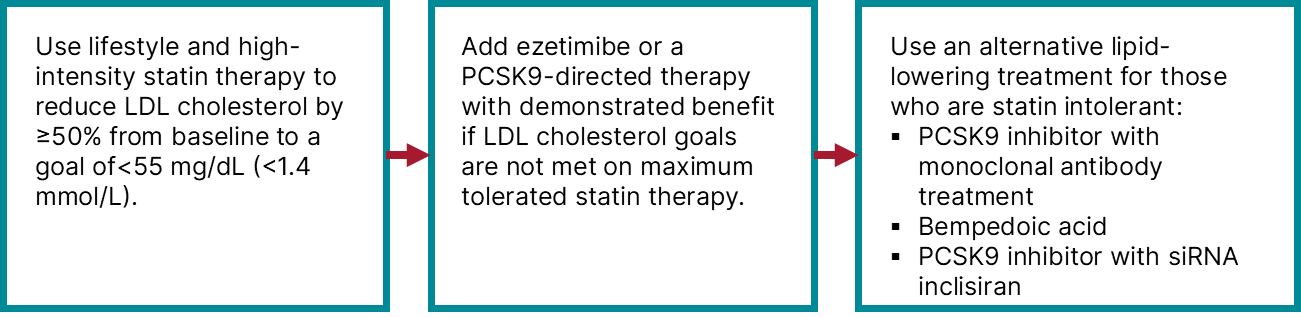 Use lifestyle and high-
intensity statin therapy to
reduce LDL cholesterol by
≥50% from baseline to a
goal of<55 mg/dL (<1.4
mmol/L).
Add ezetimibe or a
PCSK9-directed therapy
with demonstrated benefit
if LDL cholesterol goals
are not met on maximum
tolerated statin therapy.
Use an alternative lipid-
lowering treatment for those
who are statin intolerant:
▪ PCSK9 inhibitor with
monoclonal antibody
treatment
▪ Bempedoic acid
▪ PCSK9 inhibitor with siRNA
inclisiran